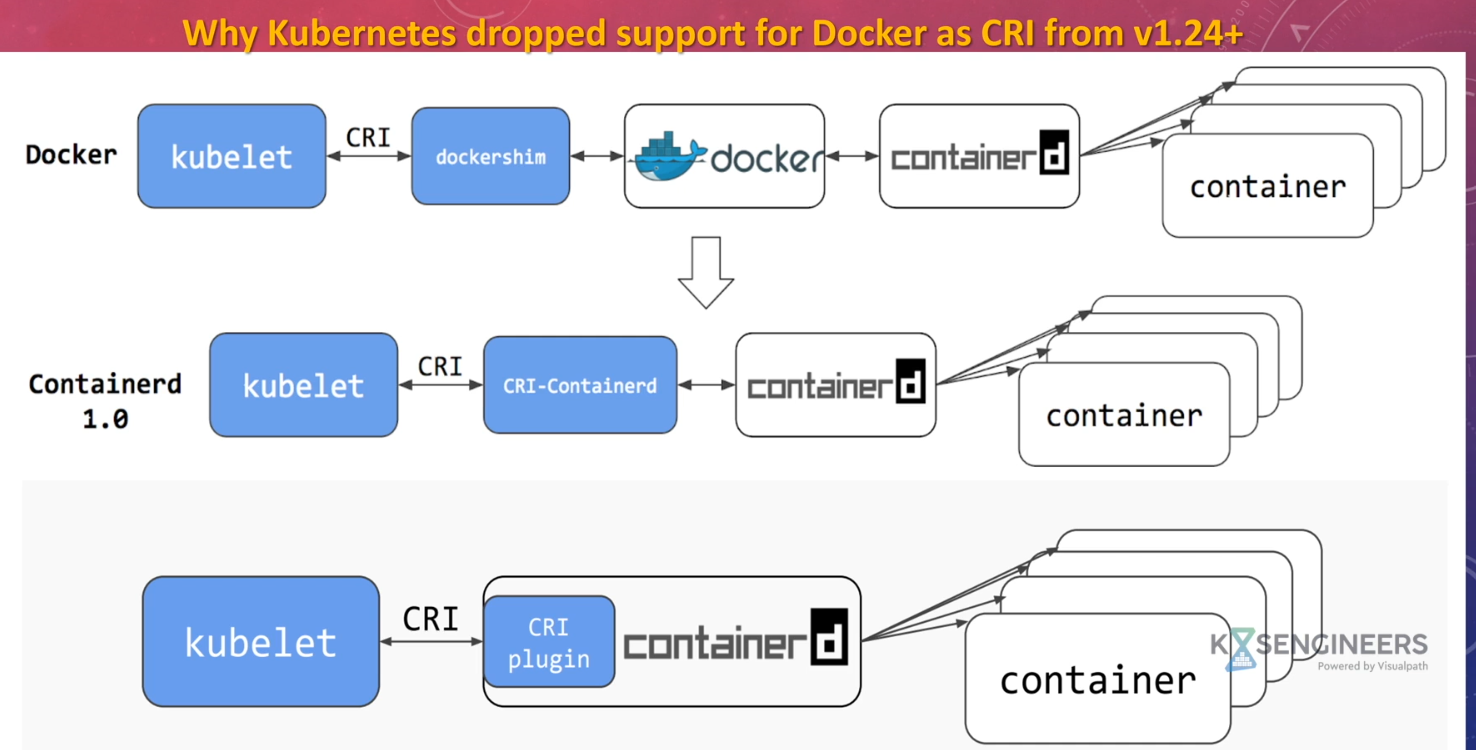 Why Kubernetes dropped support for Docker as CRI from v1.24+
Docker
kubelet
CRI
dockershim
docker
containerd
container
Containerd
1.0
kubelet
CRI
CRI-Containerd
containerd
container
kubelet
CRI
CRI
plugin
containerd
container
K8SENGINEERS
Powered by Visualpath